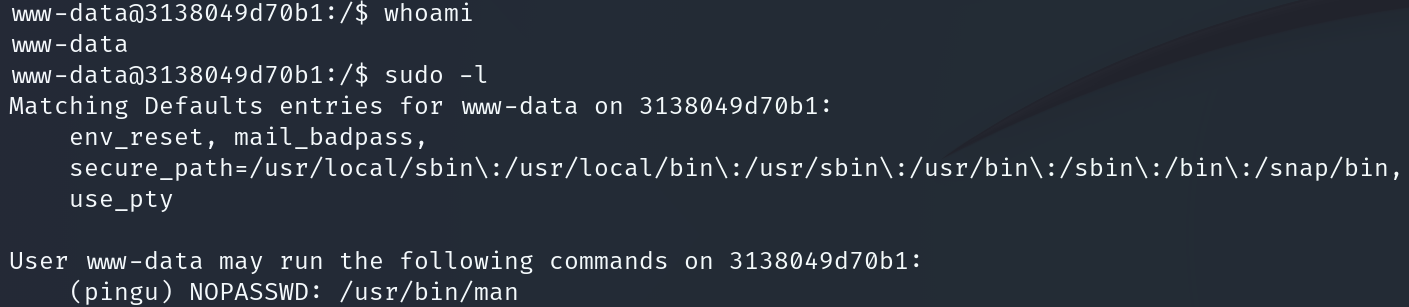 www-data@3138049d70b1:/$ whoami
www-data
www-data@3138049d70b1:/$ sudo -l
Matching Defaults entries for www-data on 3138049d70b1:
    env_reset, mail_badpass,
    secure_path=/usr/local/sbin\:/usr/local/bin\:/usr/sbin\:/usr/bin\:/sbin\:/bin\:/snap/bin,
    use_pty

User www-data may run the following commands on 3138049d70b1:
    (pingu) NOPASSWD: /usr/bin/man